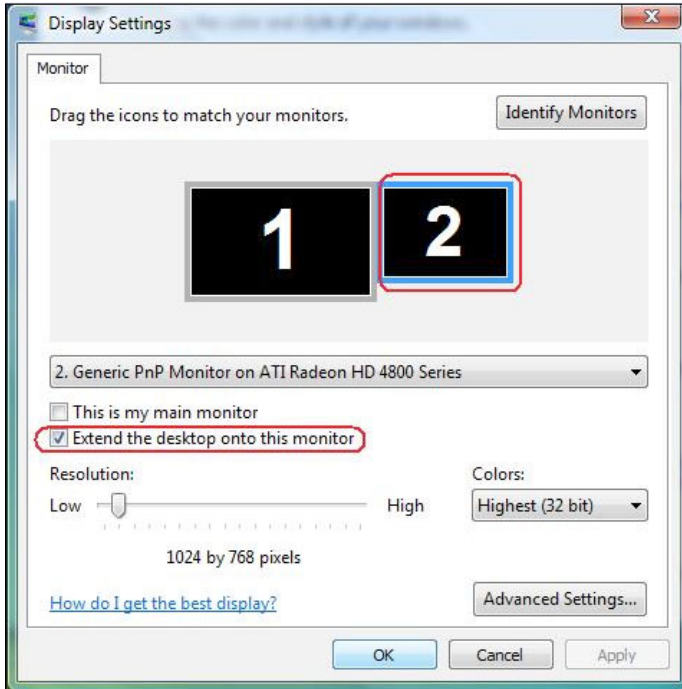 Display Settings
Monitor
Drag the icons to match your monitors.
Identify Monitors
1
2
2. Generic PnP Monitor on ATI Radeon HD 4800 Series
This is my main monitor
Extend the desktop onto this monitor
Resolution:
Colors:
Low
High
Highest (32 bit)
1024 by 768 pixels
How do I get the best display?
Advanced Settings...
OK
Cancel
Apply